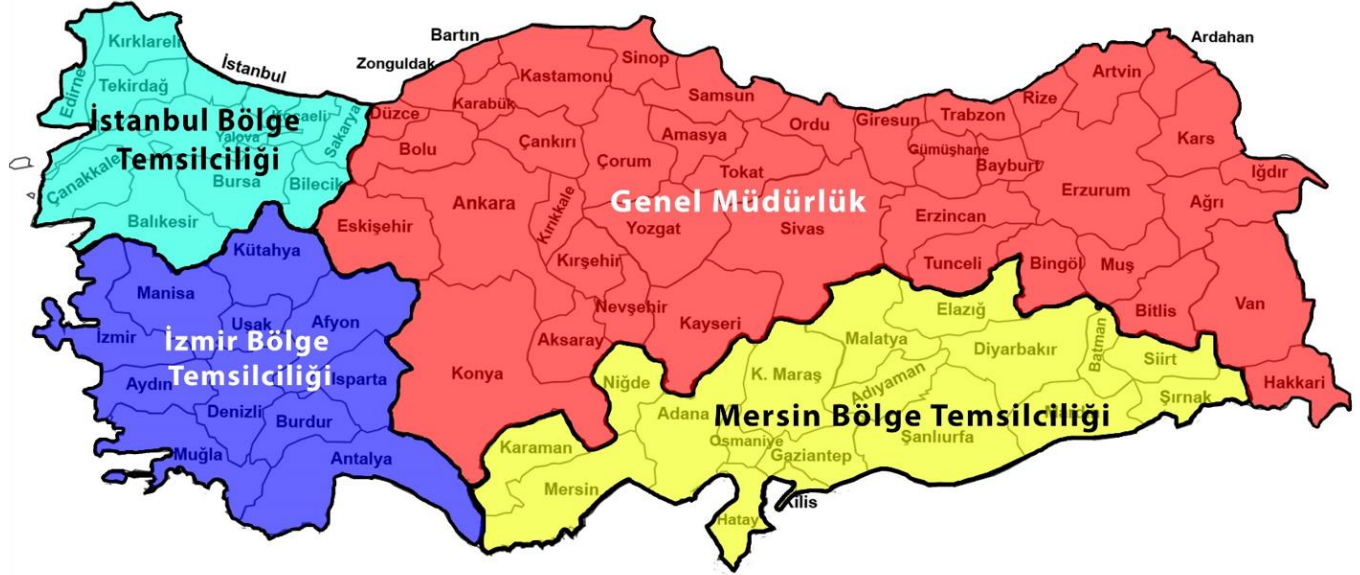 Kırklareli
Edirne
Tekirdağ
İstanbul
İstanbul Bölge
Temsilciliği
Kocaeli
Yalova
Sakarya
Çanakkale
Bursa
Bilecik
Balıkesir
Kütahya
Manisa
Uşak
Afyon
İzmir
İzmir Bölge
Temsilciliği
Aydın
Isparta
Denizli
Burdur
Muğla
Antalya
Bartın
Zonguldak
Kastamonu
Sinop
Karabük
Düzce
Bolu
Çankırı
Samsun
Amasya
Çorum
Ordu
Tokat
Giresun
Trabzon
Gümüşhane
Bayburt
Rize
Artvin
Ardahan
Kars
Iğdır
Ağrı
Erzurum
Erzincan
Ankara
Kırıkkale
Genel Müdürlük
Yozgat
Sivas
Eskişehir
Kırşehir
Nevşehir
Kayseri
Aksaray
Konya
Tunceli
Bingöl
Muş
Bitlis
Van
Hakkari
Elazığ
Malatya
Diyarbakır
Batman
Siirt
Şırnak
Niğde
K. Maraş
Adıyaman
Adana
Mersin Bölge Temsilciliği
Karaman
Osmaniye
Gaziantep
Şanlıurfa
Mersin
Kilis
Hatay